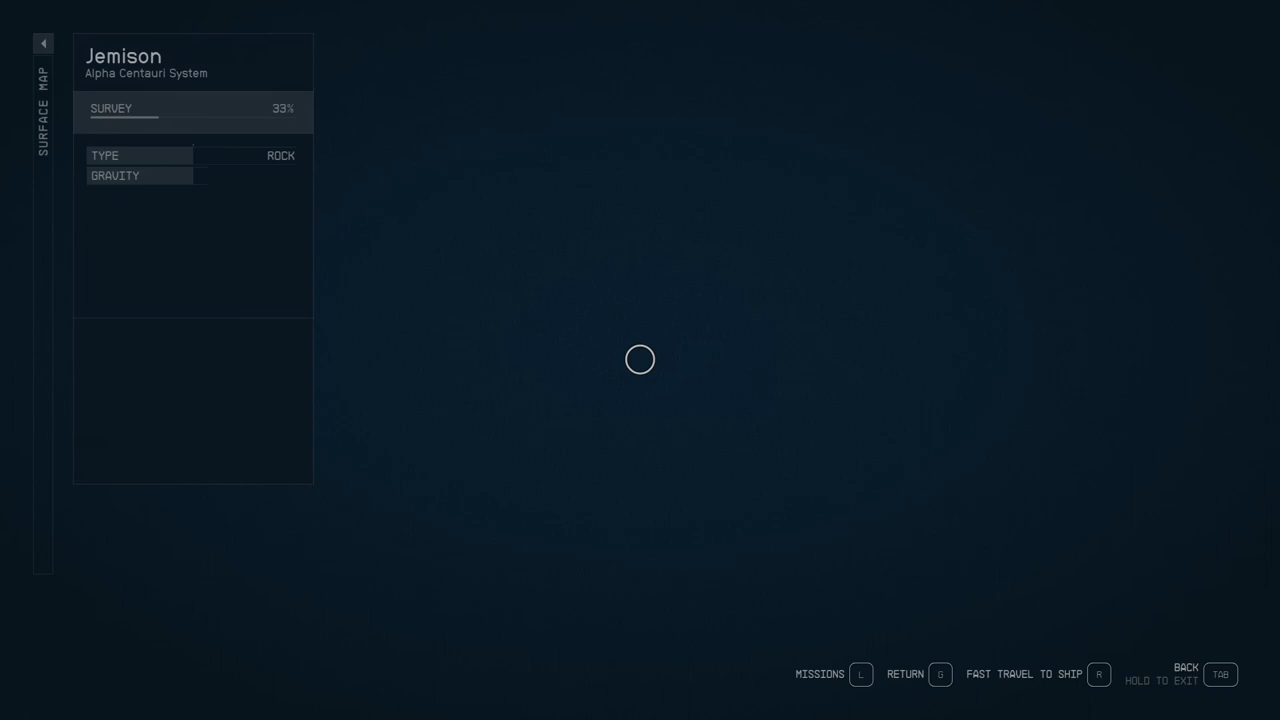 SURFACE MAP
Jemison
Alpha Centauri System
SURVEY 33%
TYPE ROCK
GRAVITY
MISSIONS L RETURN G FAST TRAVEL TO SHIP R BACK TAB
HOLD TO EXIT